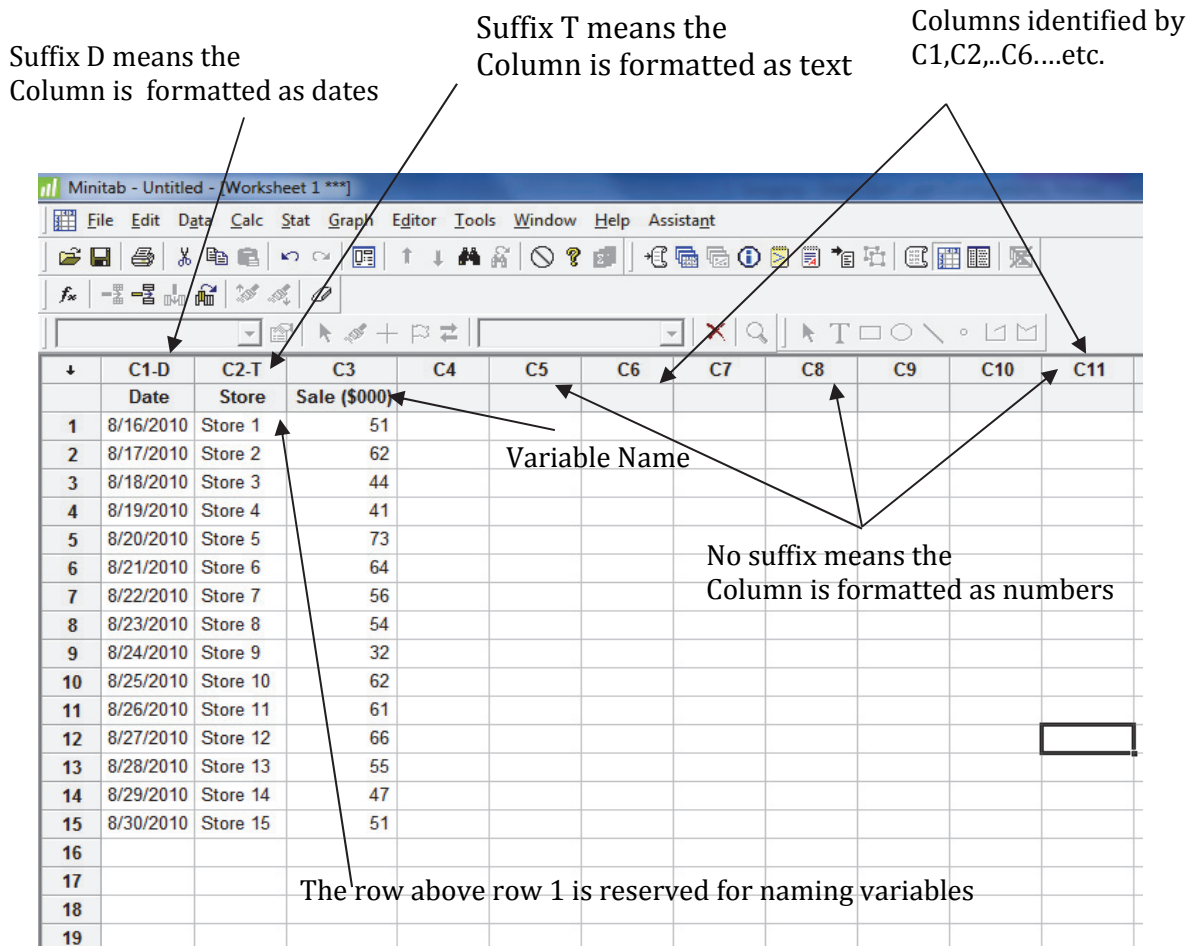 Suffix D means the
Column is  formatted as dates
Suffix T means the
Column is formatted as text
Columns identified by
C1,C2,..C6....etc.
Minitab - Untitled - [Worksheet 1 ***]
File Edit Data Calc Stat Graph Editor Tools Window Help Assistant
C1-D C2-T C3 C4 C5 C6 C7 C8 C9 C10 C11
Date Store Sale ($000)
1 8/16/2010 Store 1 51
2 8/17/2010 Store 2 62
3 8/18/2010 Store 3 44
4 8/19/2010 Store 4 41
5 8/20/2010 Store 5 73
6 8/21/2010 Store 6 64
7 8/22/2010 Store 7 56
8 8/23/2010 Store 8 54
9 8/24/2010 Store 9 32
10 8/25/2010 Store 10 62
11 8/26/2010 Store 11 61
12 8/27/2010 Store 12 66
13 8/28/2010 Store 13 55
14 8/29/2010 Store 14 47
15 8/30/2010 Store 15 51
16
17
18
19
Variable Name
No suffix means the
Column is formatted as numbers
The row above row 1 is reserved for naming variables